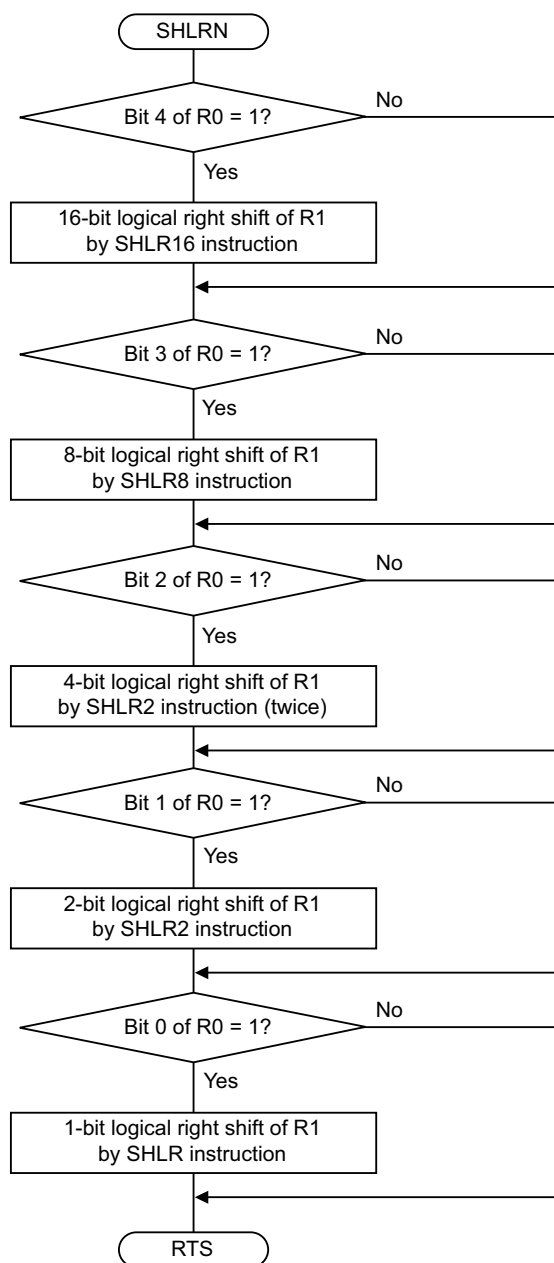 SHLRN
Bit 4 of R0 = 1?
No
Yes
16-bit logical right shift of R1
by SHLR16 instruction
Bit 3 of R0 = 1?
No
Yes
8-bit logical right shift of R1
by SHLR8 instruction
Bit 2 of R0 = 1?
No
Yes
4-bit logical right shift of R1
by SHLR2 instruction (twice)
Bit 1 of R0 = 1?
No
Yes
2-bit logical right shift of R1
by SHLR2 instruction
Bit 0 of R0 = 1?
No
Yes
1-bit logical right shift of R1
by SHLR instruction
RTS